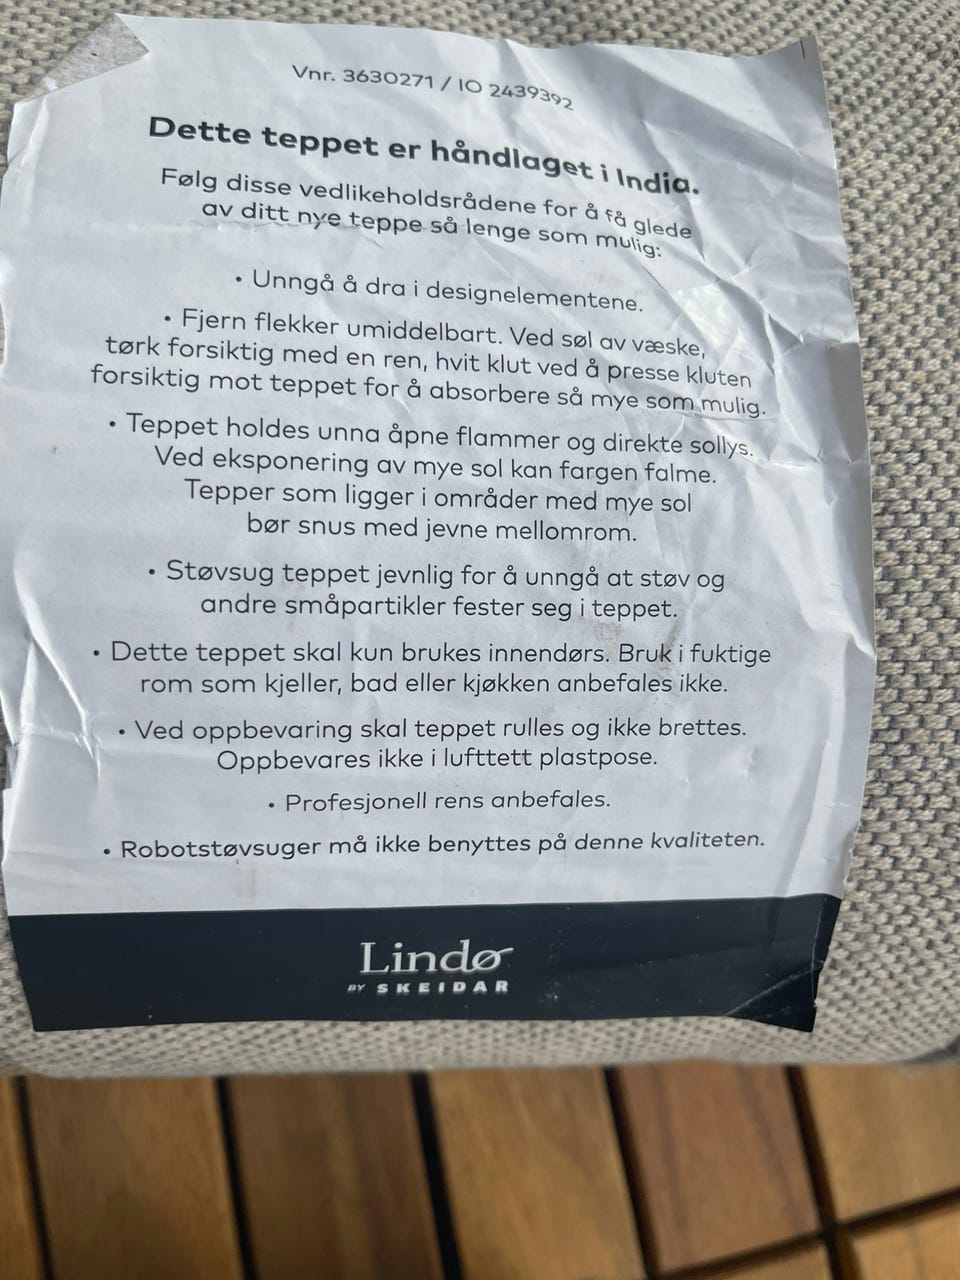 Vnr. 3630271 / IO 2439392
Dette teppet er håndlaget i India.
Følg disse vedlikeholdsrådene for å få glede
av ditt nye teppe så lenge som mulig:
• Unngå å dra i designelementene.
• Fjern flekker umiddelbart. Ved søl av væske,
tørk forsiktig med en ren, hvit klut ved å presse kluten
forsiktig mot teppet for å absorbere så mye som mulig.
• Teppet holdes unna åpne flammer og direkte sollys.
Ved eksponering av mye sol kan fargen falme.
Tepper som ligger i områder med mye sol
bør snus med jevne mellomrom.
• Støvsug teppet jevnlig for å unngå at støv og
andre småpartikler fester seg i teppet.
• Dette teppet skal kun brukes innendørs. Bruk i fuktige
rom som kjeller, bad eller kjøkken anbefales ikke.
• Ved oppbevaring skal teppet rulles og ikke brettes.
Oppbevares ikke i lufttett plastpose.
• Profesjonell rens anbefales.
• Robotstøvsuger må ikke benyttes på denne kvaliteten.
Lindø
BY SKEIDAR